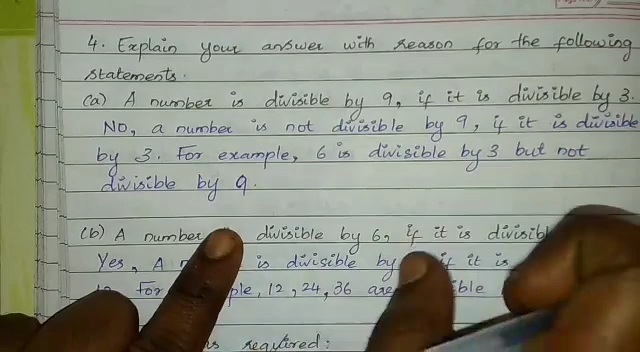 4. Explain your answer with reason for the following
statements.
(a) A number is divisible by 9, if it is divisible by 3.
NO, a number is not divisible by 9, if it is divisible
by 3. For example, 6 is divisible by 3 but not
divisible by 9.
(b) A number divisible by 6, if it is
Yes, A is divisible by if it is
For 12, 24, 36 are
required: